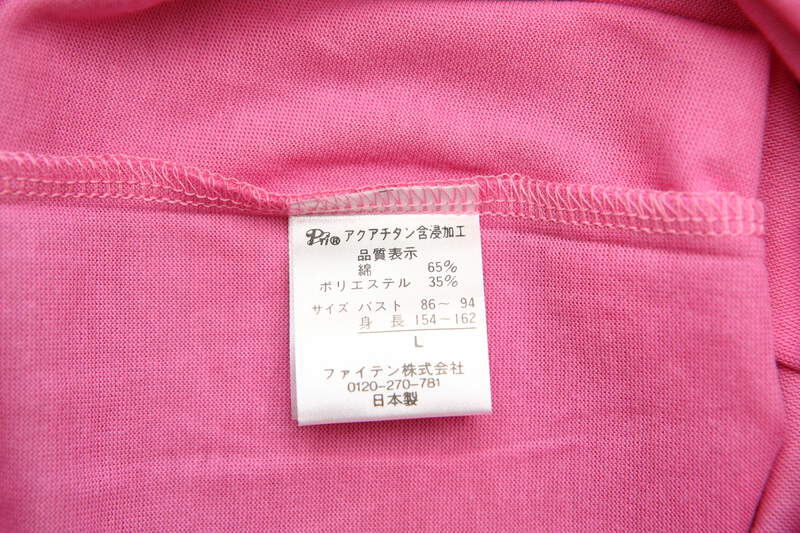 Phi® アクアチタン含浸加工
品質表示
綿 65%
ポリエステル 35%
サイズ バスト 86～94
身長 154～162
L
ファイテン株式会社
0120-270-781
日本製